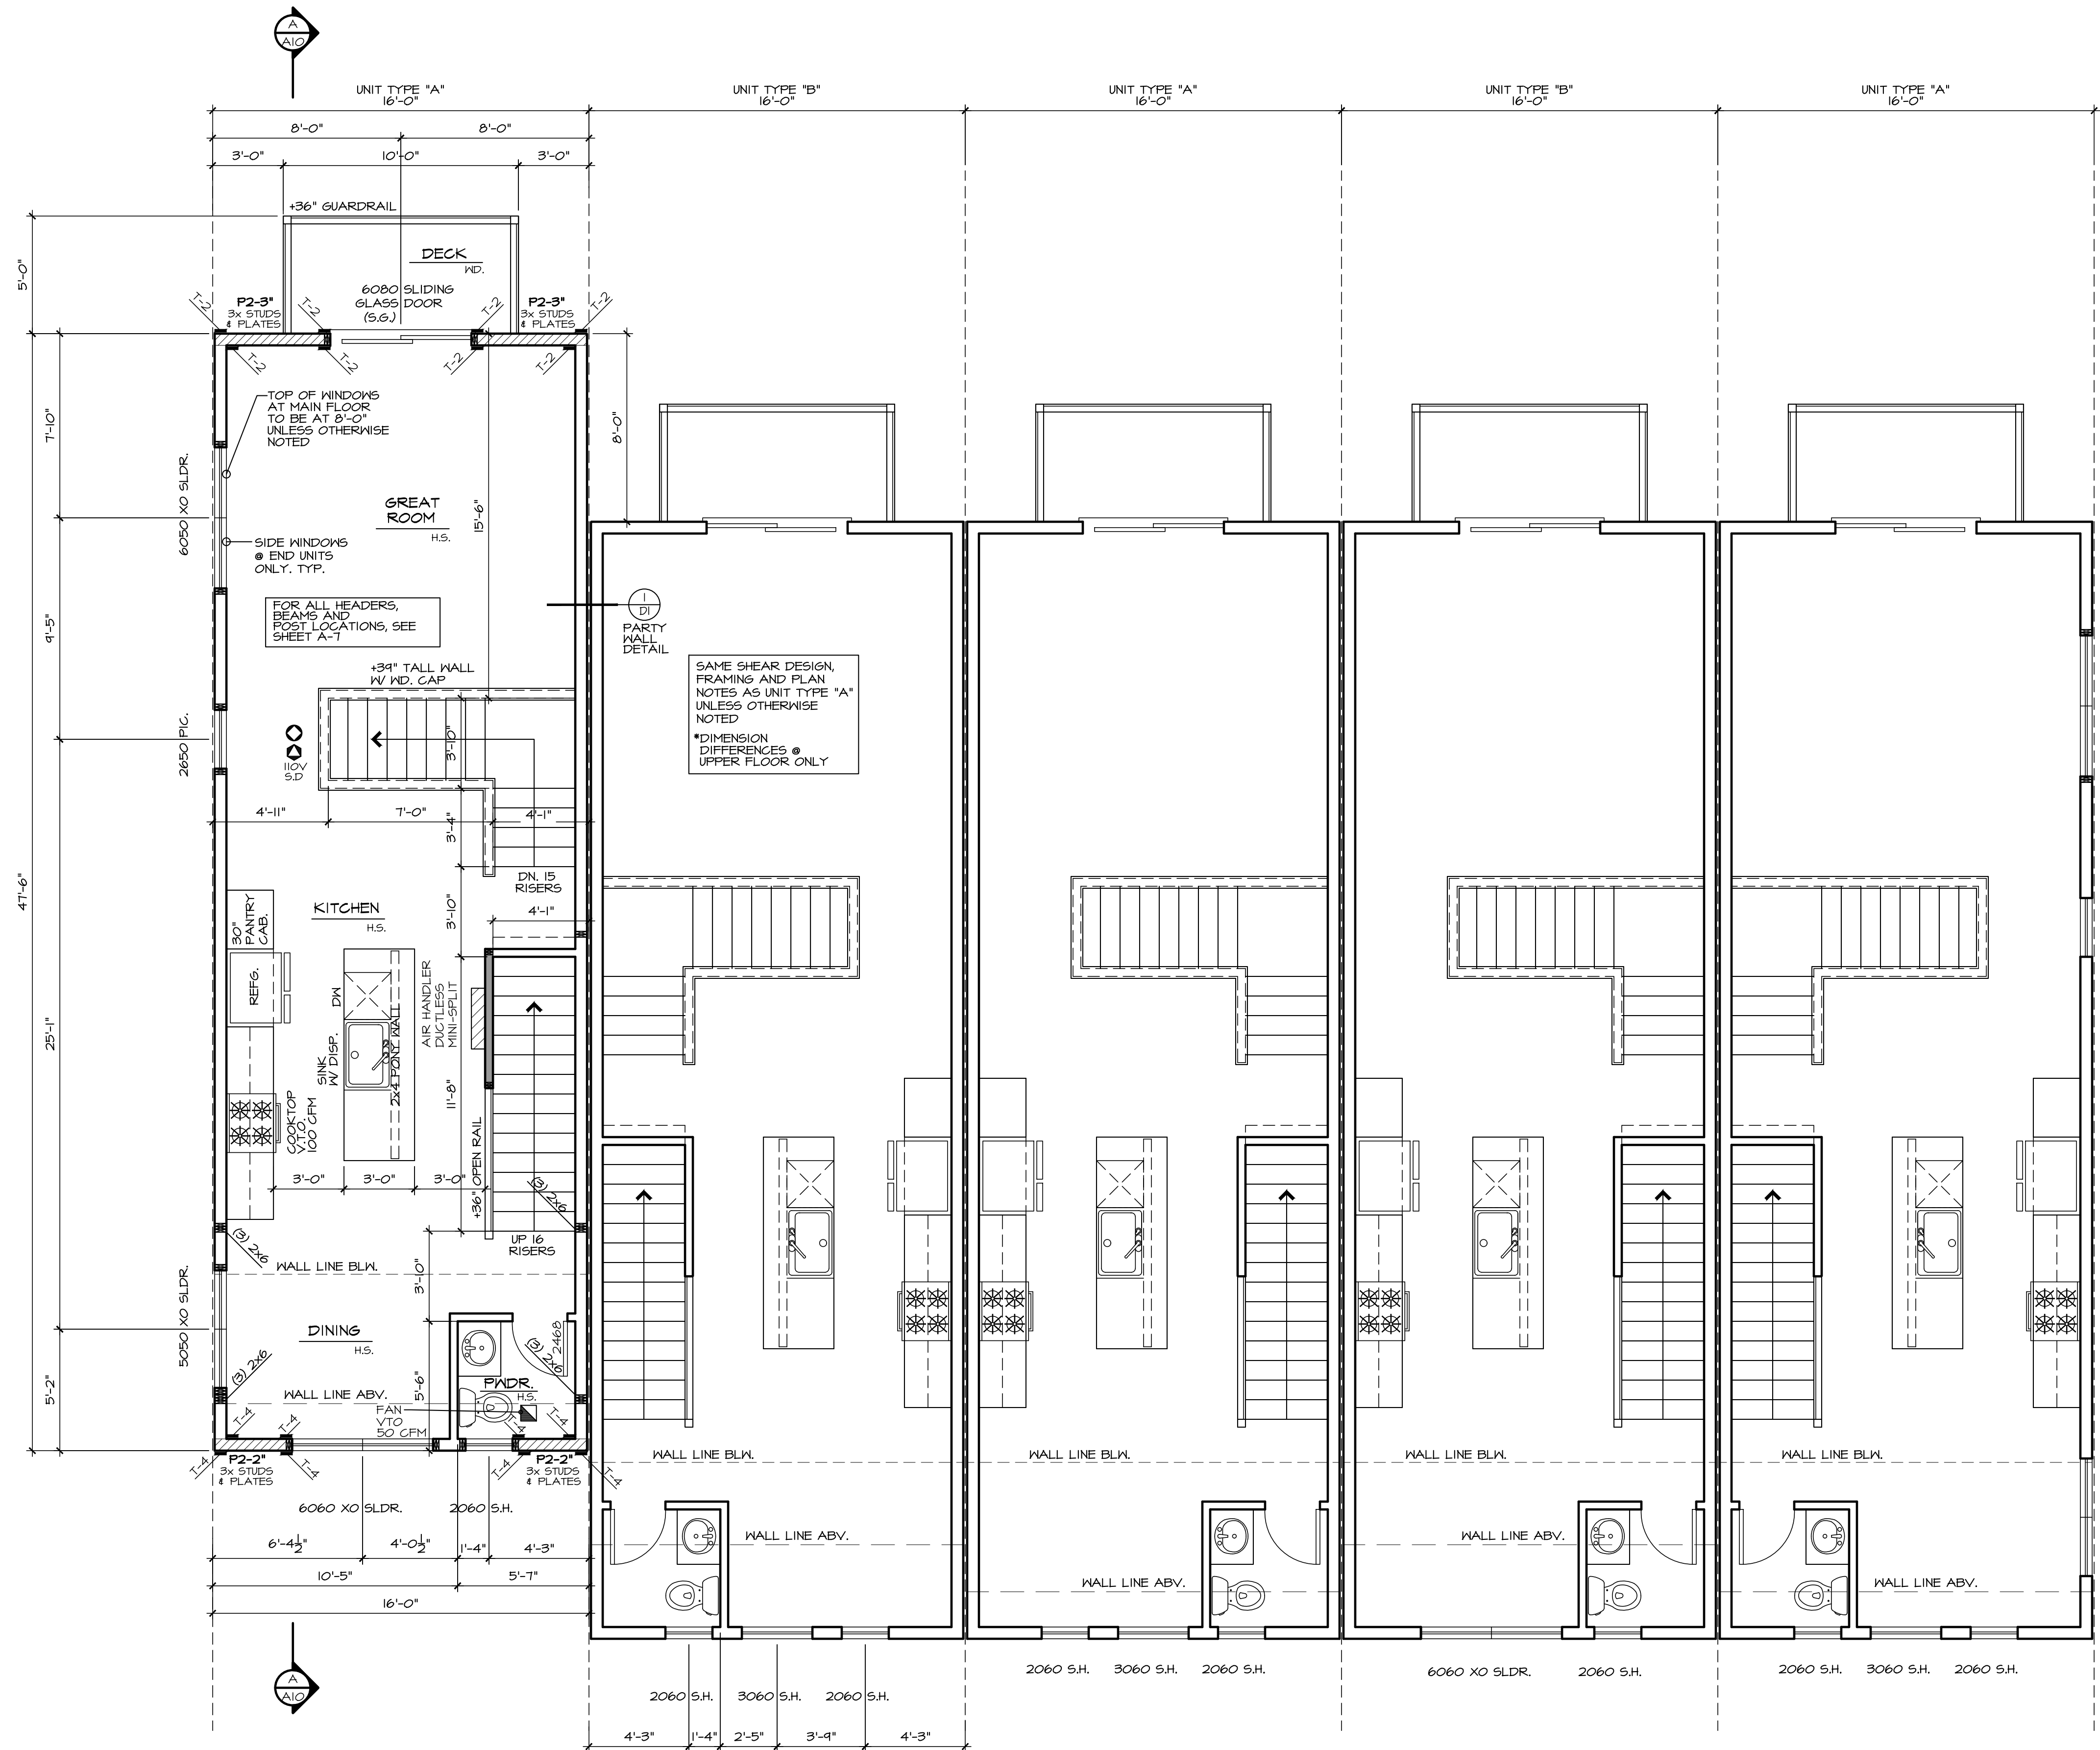 A
A10
UNIT TYPE "A"
16'-0"
UNIT TYPE "B"
16'-0"
UNIT TYPE "A"
16'-0"
UNIT TYPE "B"
16'-0"
UNIT TYPE "A"
16'-0"
8'-0"
8'-0"
3'-0"
10'-0"
3'-0"
+36" GUARDRAIL
5'-0"
DECK
WD.
6080 SLIDING
GLASS DOOR
(S.G.)
T-2
P2-3"
3x STUDS
& PLATES
T-2
T-2
P2-3"
3x STUDS
& PLATES
T-2
T-2
T-2
T-2
T-2
TOP OF WINDOWS
AT MAIN FLOOR
TO BE AT 8'-0"
UNLESS OTHERWISE
NOTED
7'-10"
8'-0"
6050 XO SLDR.
GREAT
ROOM
H.S.
15'-6"
SIDE WINDOWS
@ END UNITS
ONLY. TYP.
FOR ALL HEADERS,
BEAMS AND
POST LOCATIONS, SEE
SHEET A-7
9'-5"
1
D1
PARTY
WALL
DETAIL
+39" TALL WALL
W/ WD. CAP
SAME SHEAR DESIGN,
FRAMING AND PLAN
NOTES AS UNIT TYPE "A"
UNLESS OTHERWISE
NOTED
*DIMENSION
DIFFERENCES @
UPPER FLOOR ONLY
2650 PIC.
110V
S.D
3'-10"
4'-11"
7'-0"
4'-1"
3'-4"
47'-6"
DN. 15
RISERS
30"
PANTRY
CAB.
KITCHEN
H.S.
3'-10"
4'-1"
REFG.
DW
SINK
W/ DISP.
2x4 PONY WALL
AIR HANDLER
DUCTLESS
MINI-SPLIT
25'-1"
COOKTOP
V.T.O.
100 CFM
11'-8"
+36" OPEN RAIL
3'-0"
3'-0"
3'-0"
(3) 2x6
(3) 2x6
UP 16
RISERS
WALL LINE BLW.
3'-10"
5050 XO SLDR.
DINING
H.S.
2468
(3) 2x6
(3) 2x6
5'-2"
5'-6"
PWDR.
H.S.
WALL LINE ABV.
FAN
VTO
50 CFM
T-4
T-4
T-4
T-4
T-4
P2-2"
3x STUDS
& PLATES
T-4
T-4
P2-2"
3x STUDS
& PLATES
T-4
WALL LINE BLW.
WALL LINE BLW.
WALL LINE BLW.
WALL LINE BLW.
6060 XO SLDR.
2060 S.H.
6'-4½"
4'-0½"
1'-4"
4'-3"
10'-5"
5'-7"
16'-0"
WALL LINE ABV.
WALL LINE ABV.
WALL LINE ABV.
WALL LINE ABV.
A
A10
2060 S.H.
3060 S.H.
2060 S.H.
2060 S.H.
3060 S.H.
2060 S.H.
6060 XO SLDR.
2060 S.H.
2060 S.H.
3060 S.H.
2060 S.H.
4'-3"
1'-4"
2'-5"
3'-9"
4'-3"